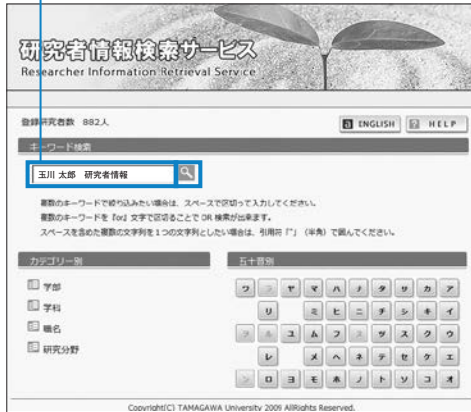 研究者情報検索サービス
Researcher Information Retrieval Service
登録研究者数 882人
ENGLISH HELP
キーワード検索
玉川 太郎 研究者情報
複数のキーワードで絞り込みたい場合は、スペースで区切って入力してください。
複数のキーワードを「or」文字で区切ることで OR 検索が出来ます。
スペースを含めた複数の文字列を1つの文字列としたい場合は、引用符「"」(半角)で囲んでください。
カテゴリー別
学部
学科
職名
研究分野
五十音別
ワ ラ ヤ マ ハ ナ タ サ カ ア
リ ミ ヒ ニ チ シ キ イ
ヲ ル ユ ム フ ヌ ツ ス ク ウ
レ メ ヘ ネ テ セ ケ エ
ン ロ ヨ モ ホ ノ ト ソ コ オ
Copyright(C) TAMAGAWA University 2009 AllRights Reserved.